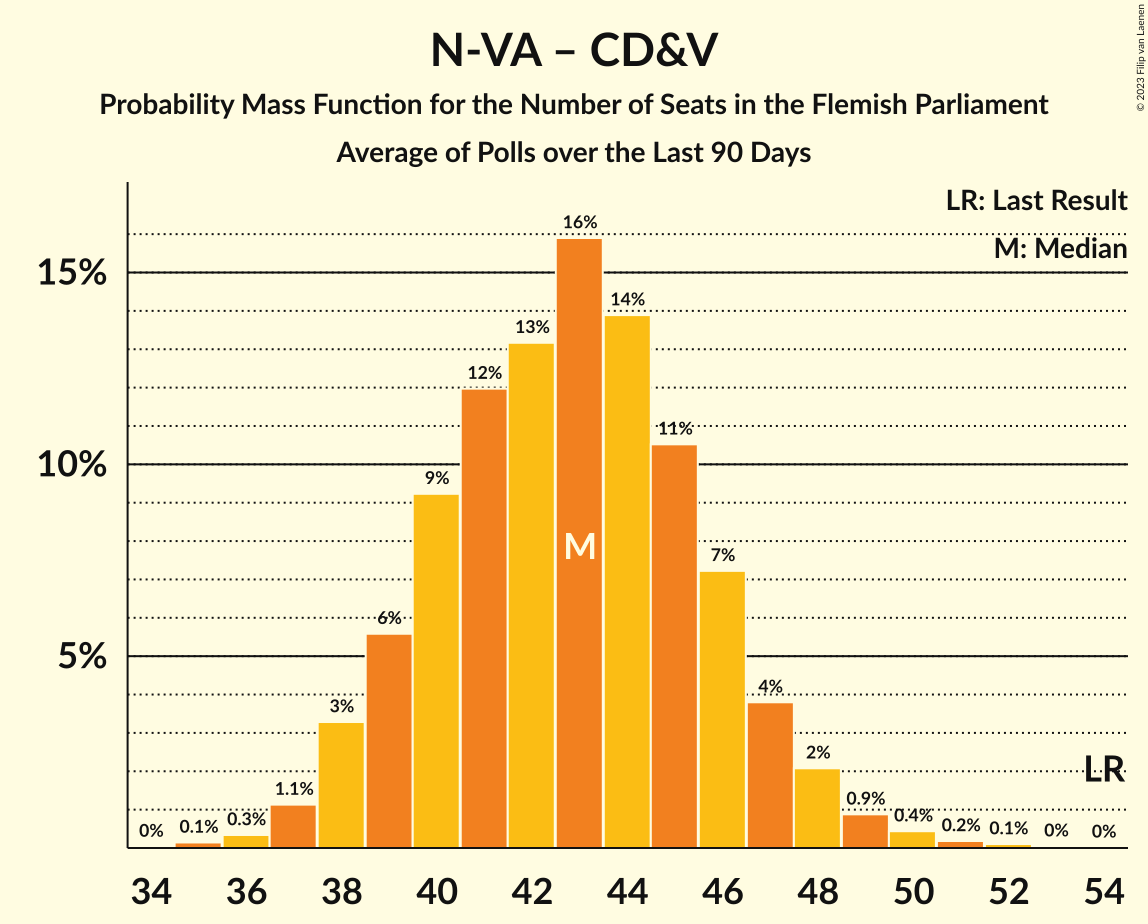 N-VA – CD&V
Probability Mass Function for the Number of Seats in the Flemish Parliament
Average of Polls over the Last 90 Days
© 2023 Filip van Laenen
LR: Last Result
M: Median
15%
10%
5%
0%
0.1%
0.3%
1.1%
3%
6%
9%
12%
13%
16%
14%
11%
7%
4%
2%
0.9%
0.4%
0.2%
0.1%
0%
0%
M
LR
34 36 38 40 42 44 46 48 50 52 54